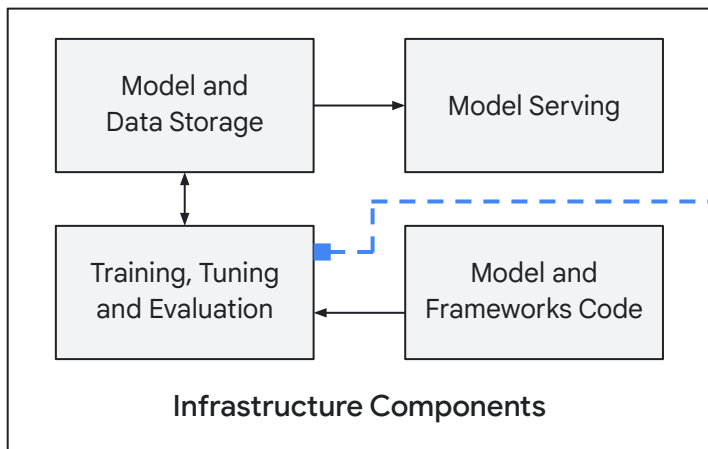 Model and
Data Storage
Model Serving
Training, Tuning
and Evaluation
Model and
Frameworks Code
Infrastructure Components